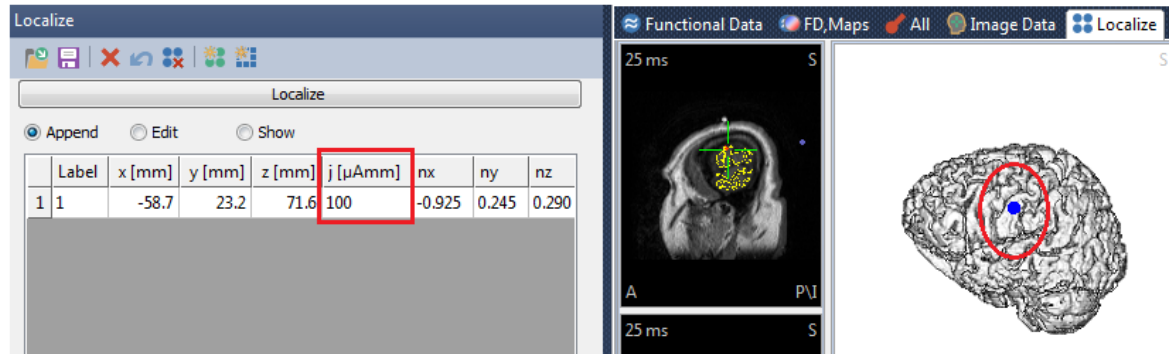 Localize
Localize
Append Edit Show
Label x [mm] y [mm] z [mm] j [µAmm] nx ny nz
1 1 -58.7 23.2 71.6 100 -0.925 0.245 0.290
Functional Data FD,Maps All Image Data Localize
25 ms S
A P\I
25 ms S
S